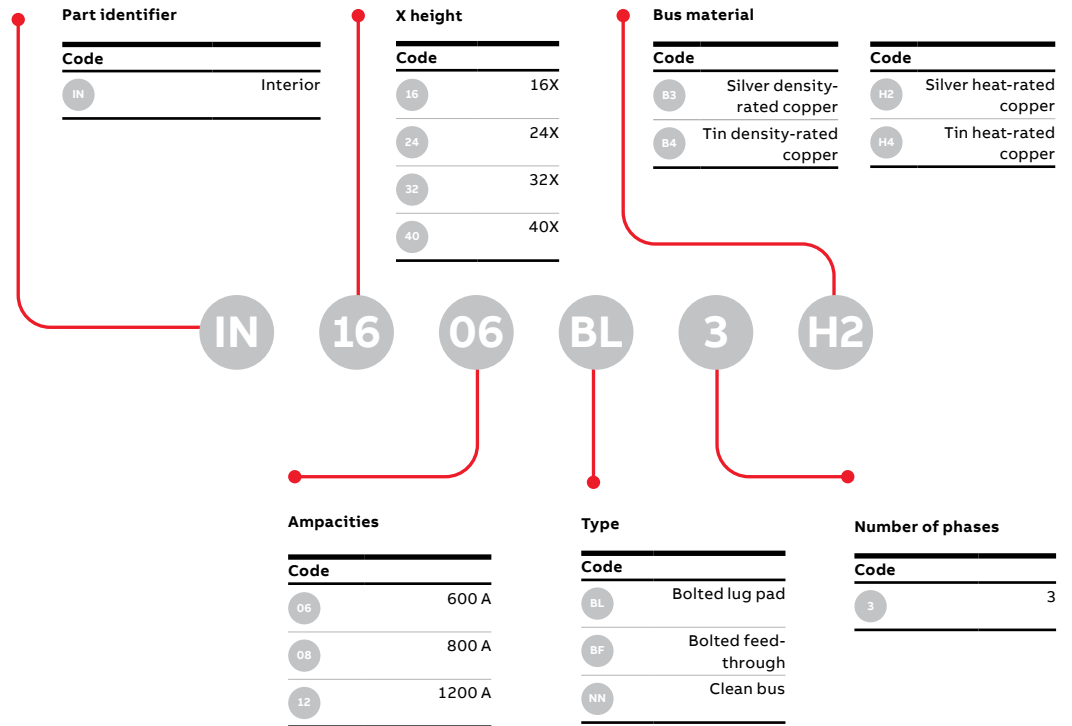 Part identifier
Code
IN Interior
X height
Code
16 16X
24 24X
32 32X
40 40X
Bus material
Code
B3 Silver density-
rated copper
B4 Tin density-rated
copper
Code
H2 Silver heat-rated
copper
H4 Tin heat-rated
copper
IN 16 06 BL 3 H2
Ampacities
Code
06 600 A
08 800 A
12 1200 A
Type
Code
BL Bolted lug pad
BF Bolted feed-
through
NN Clean bus
Number of phases
Code
3 3